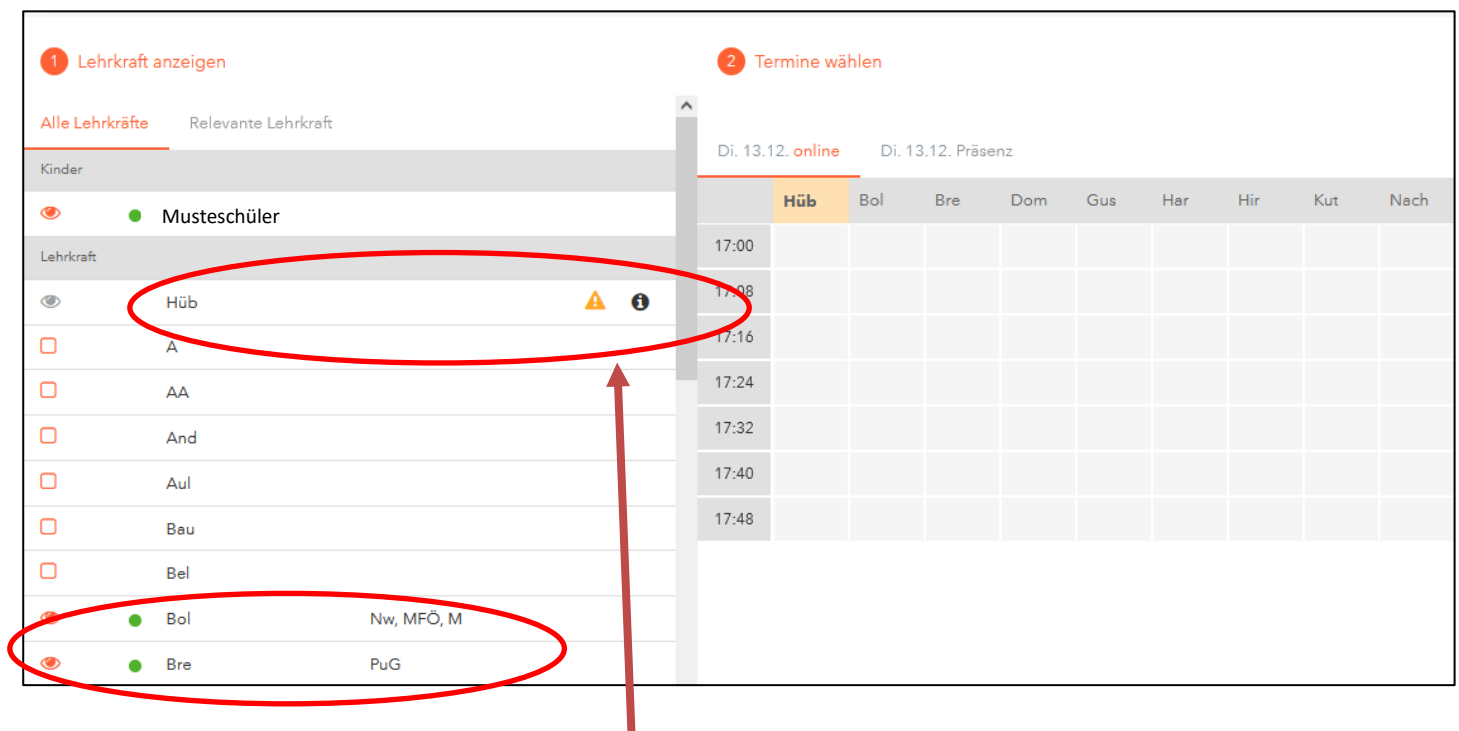 1 Lehrkraft anzeigen
Alle Lehrkräfte Relevante Lehrkraft
Kinder
Musteschüler
Lehrkraft
Hüb
A
AA
And
Aul
Bau
Bel
Bol Nw, MFÖ, M
Bre PuG
2 Termine wählen
Di. 13.12. online Di. 13.12. Präsenz
Hüb Bol Bre Dom Gus Har Hir Kut Nach
17:00
17:08
17:16
17:24
17:32
17:40
17:48